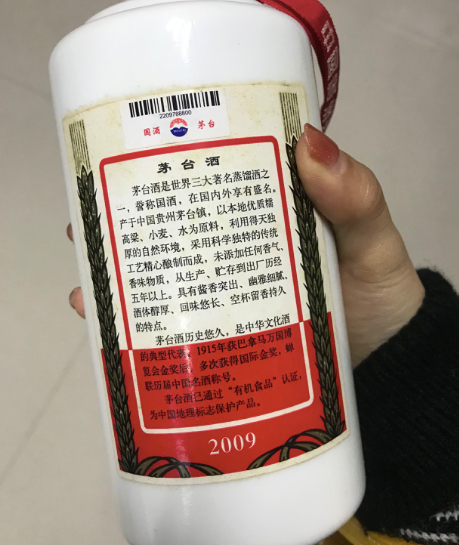 2209788800
国酒 茅台
茅台酒
茅台酒是世界三大著名蒸馏酒之
一，誉称国酒，在国内外享有盛名。
产于中国贵州茅台镇，以本地优质糯
高粱、小麦、水为原料，利用得天独
厚的自然环境，采用科学独特的传统
工艺精心酿制而成，未添加任何香气、
香味物质，从生产、贮存到出厂历经
五年以上。具有酱香突出、幽雅细腻、
酒体醇厚、回味悠长、空杯留香持久
的特点。
茅台酒历史悠久，是中华文化酒
的典型代表。1915年获巴拿马万国博
览会金奖后，多次获得国际金奖，蝉
联历届中国名酒称号。
茅台酒已通过“有机食品”认证，
为中国地理标志保护产品。
2009